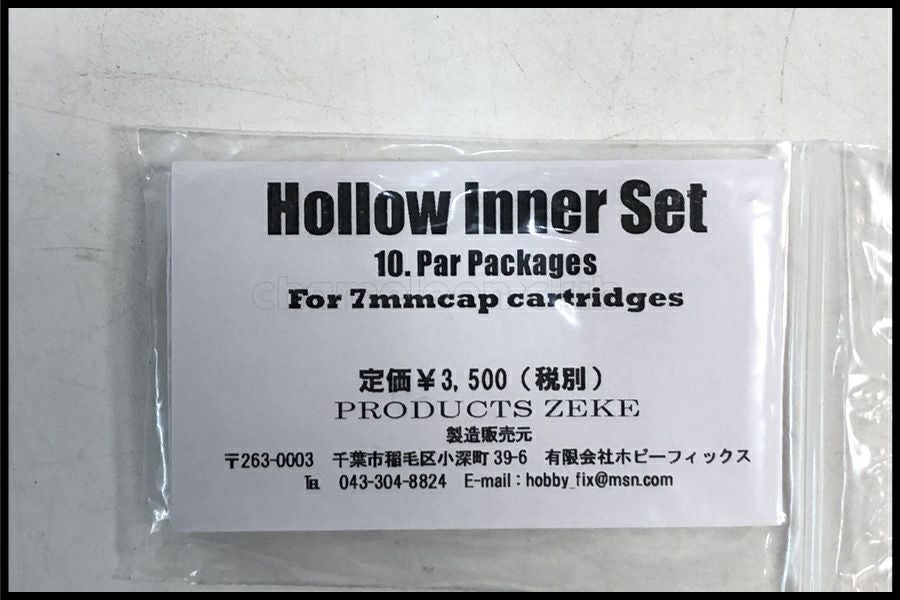 Hollow Inner Set
10. Par Packages
For 7mmcap cartridges
定価￥3,500（税別）
PRODUCTS ZEKE
製造販売元
〒263-0003　千葉市稲毛区小深町39-6　有限会社ホビーフィックス
℡　043-304-8824　E-mail：hobby_fix@msn.com